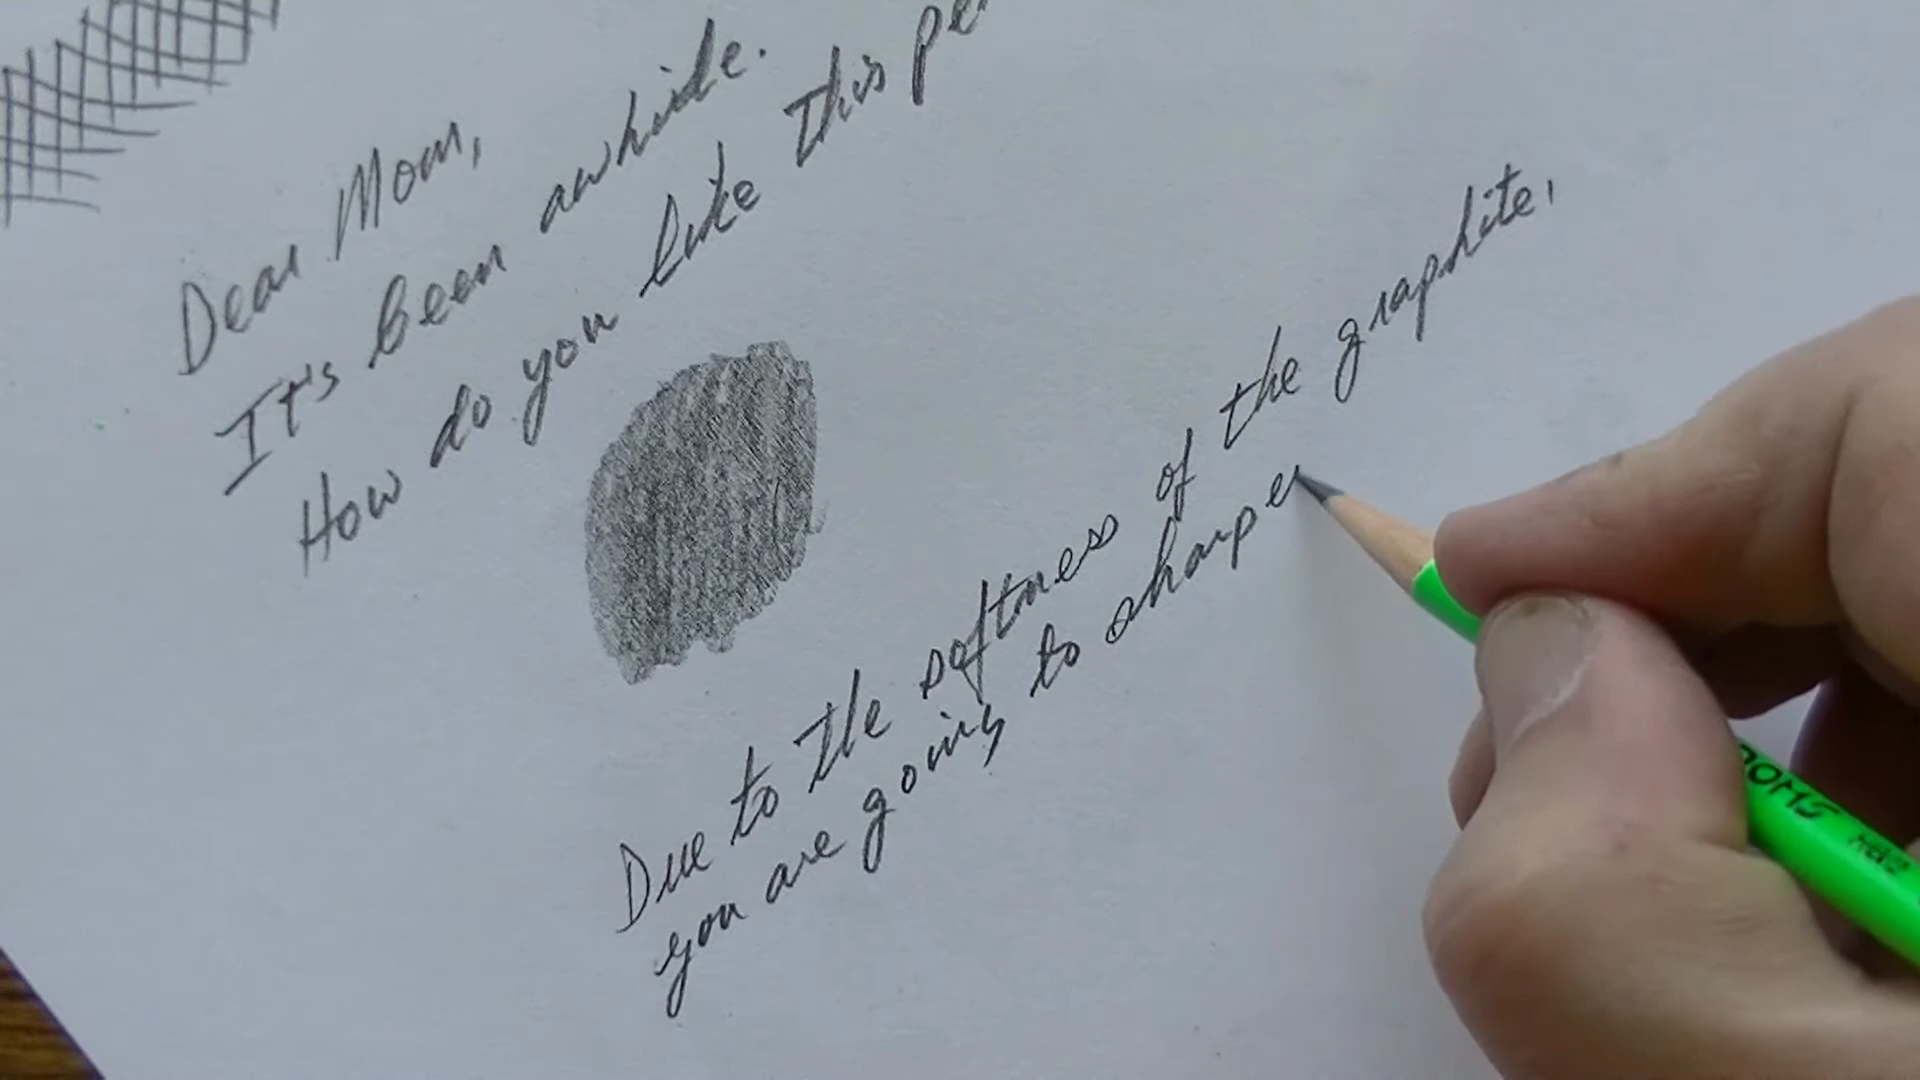 Dear Mom,
It's been awhile.
How do you like this pe
Due to the softness of the graphite,
you are going to sharpe